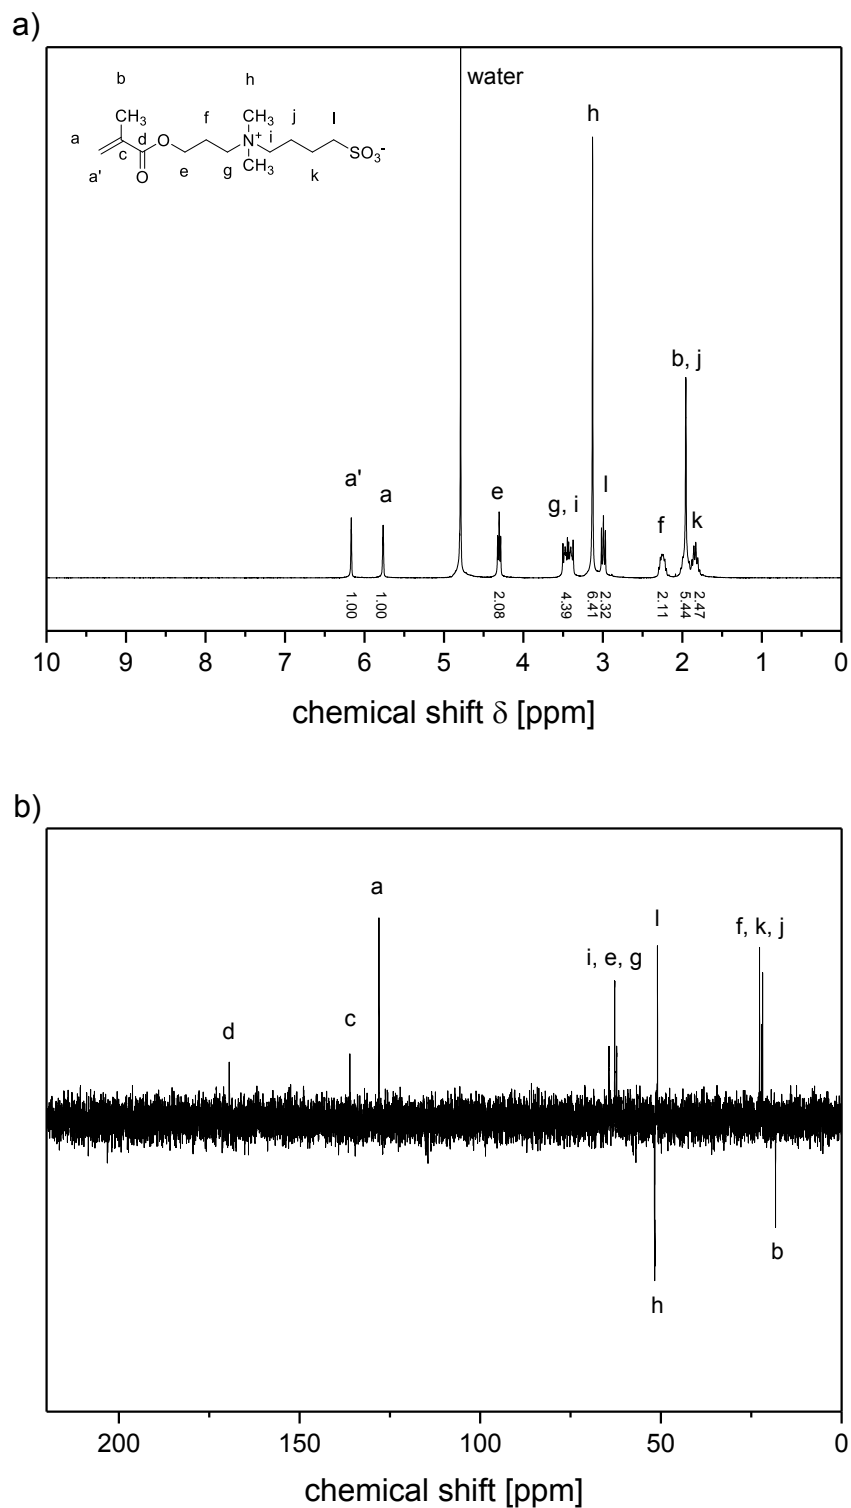 a)
water
b h
CH₃ CH₃ f j l
a d O N⁺ i SO₃⁻
c
O CH₃
a' e g k
h
b, j
a' a e g, i l f k
1.00 1.00 2.08 4.39 6.41 2.32 2.11 5.44 2.47
10 9 8 7 6 5 4 3 2 1 0
chemical shift δ [ppm]
b)
a
l f, k, j
i, e, g
d c
b
h
200 150 100 50 0
chemical shift [ppm]